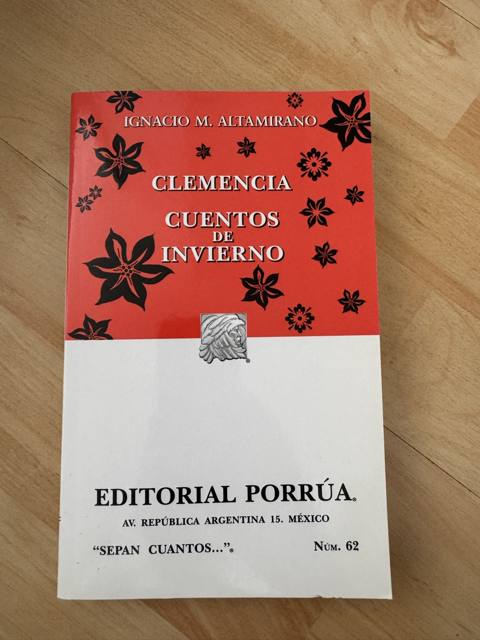 IGNACIO M. ALTAMIRANO
CLEMENCIA
CUENTOS
DE
INVIERNO
EDITORIAL PORRÚA®
AV. REPÚBLICA ARGENTINA 15. MÉXICO
“SEPAN CUANTOS...”® NÚM. 62